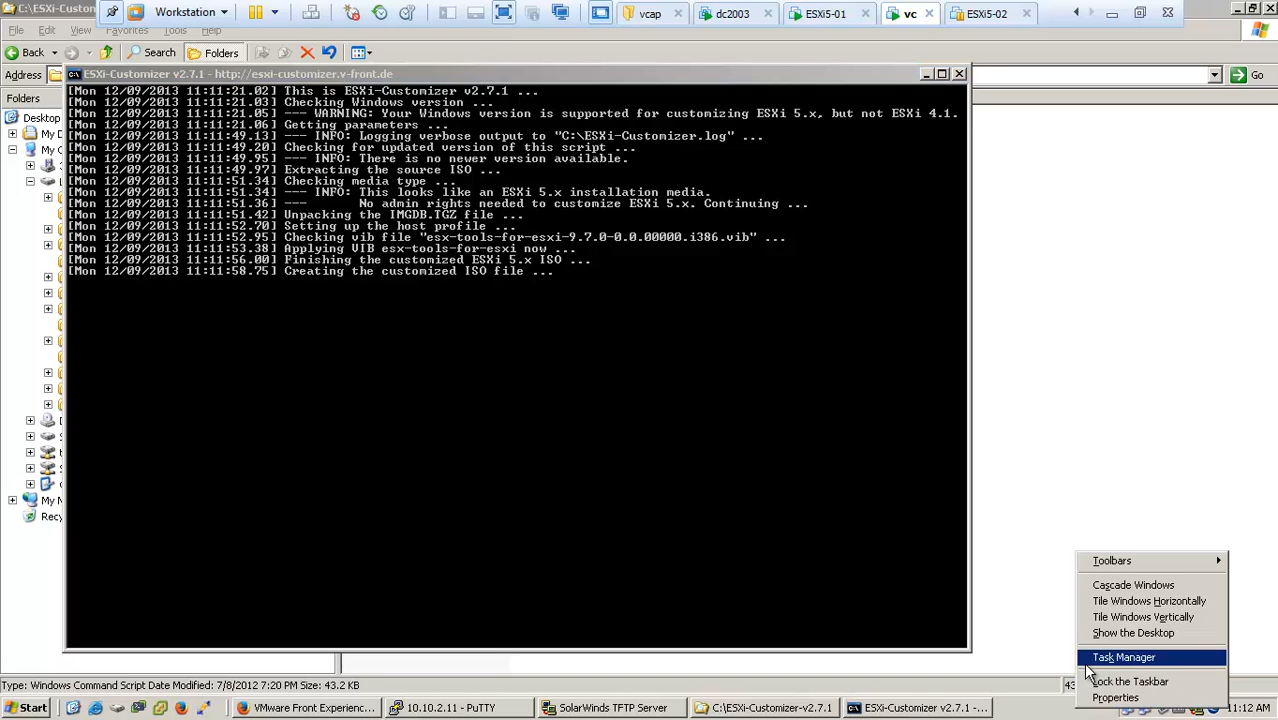 C:\ESXi-Custom
Workstation
vcap
dc2003
ESXi5-01
vc
ESXi5-02
File
Edit
View
Favorites
Tools
Help
Back
Search
Folders
Address
Go
Folders
ESXi-Customizer v2.7.1 - http://esxi-customizer.v-front.de
[Mon 12/09/2013 11:11:21.02] This is ESXi-Customizer v2.7.1 ...
[Mon 12/09/2013 11:11:21.03] Checking Windows version ...
[Mon 12/09/2013 11:11:21.05] --- WARNING: Your Windows version is supported for customizing ESXi 5.x, but not ESXi 4.1.
[Mon 12/09/2013 11:11:21.06] Getting parameters ...
[Mon 12/09/2013 11:11:49.13] --- INFO: Logging verbose output to "C:\ESXi-Customizer.log" ...
[Mon 12/09/2013 11:11:49.20] Checking for updated version of this script ...
[Mon 12/09/2013 11:11:49.95] --- INFO: There is no newer version available.
[Mon 12/09/2013 11:11:49.97] Extracting the source ISO ...
[Mon 12/09/2013 11:11:51.34] Checking media type ...
[Mon 12/09/2013 11:11:51.34] --- INFO: This looks like an ESXi 5.x installation media.
[Mon 12/09/2013 11:11:51.36] --- No admin rights needed to customize ESXi 5.x. Continuing ...
[Mon 12/09/2013 11:11:51.42] Unpacking the IMGDB.TGZ file ...
[Mon 12/09/2013 11:11:52.70] Setting up the host profile ...
[Mon 12/09/2013 11:11:52.95] Checking vib file "esx-tools-for-esxi-9.7.0-0.0.00000.i386.vib" ...
[Mon 12/09/2013 11:11:53.38] Applying VIB esx-tools-for-esxi now ...
[Mon 12/09/2013 11:11:56.00] Finishing the customized ESXi 5.x ISO ...
[Mon 12/09/2013 11:11:58.75] Creating the customized ISO file ...
Desktop
My D
My C
My N
Recy
Toolbars
Cascade Windows
Tile Windows Horizontally
Tile Windows Vertically
Show the Desktop
Task Manager
Lock the Taskbar
Properties
Type: Windows Command Script Date Modified: 7/8/2012 7:20 PM Size: 43.2 KB
Start
VMware Front Experienc...
10.10.2.11 - PuTTY
SolarWinds TFTP Server
C:\ESXi-Customizer-v2.7.1
ESXi-Customizer v2.7.1 -...
11:12 AM